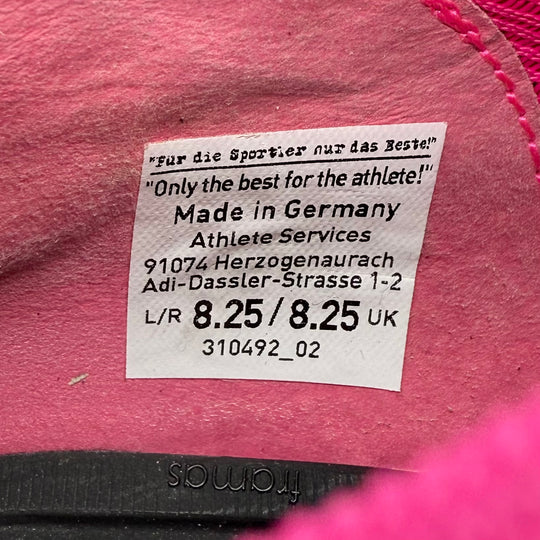 "Für die Sportler nur das Beste!"
"Only the best for the athlete!"
Made in Germany
Athlete Services
91074 Herzogenaurach
Adi-Dassler-Strasse 1-2
L/R 8.25/8.25 UK
310492_02
framas